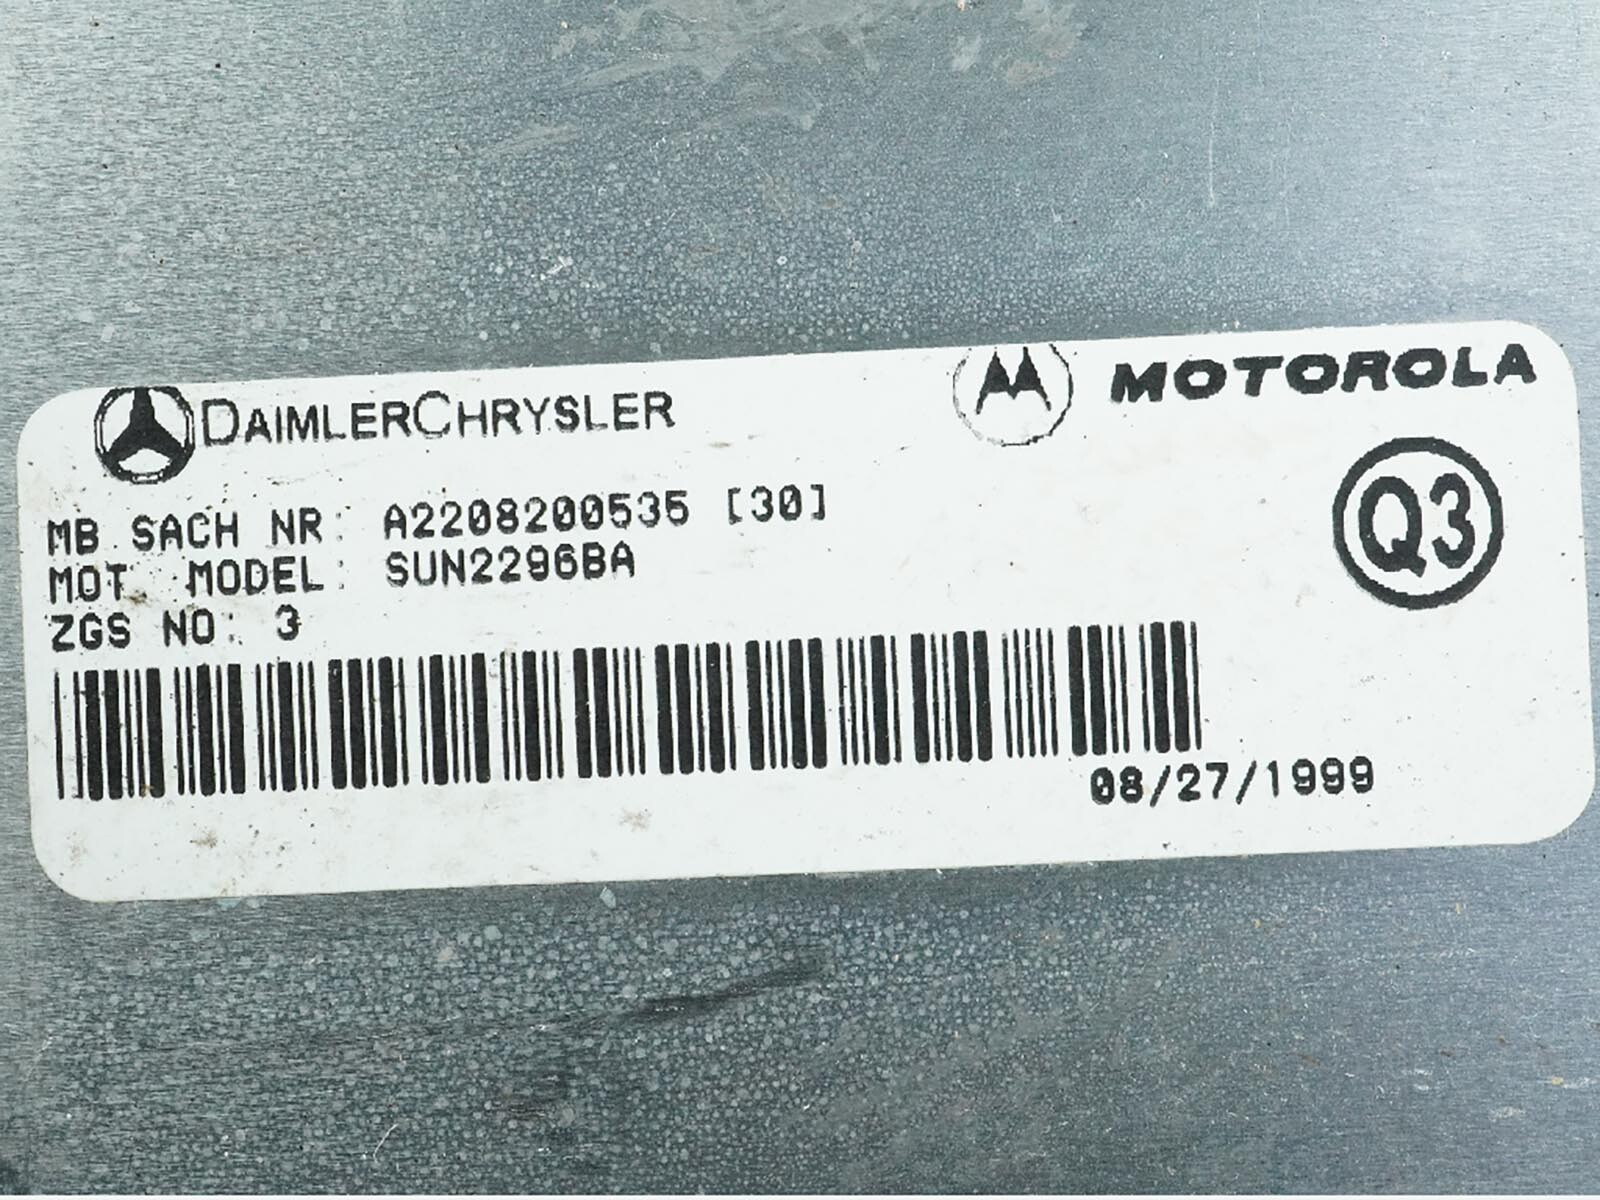 DAIMLERCHRYSLER
MOTOROLA
MB SACH NR: A2208200535 [30]
MOT. MODEL: SUN2296BA
ZGS NO: 3
Q3
08/27/1999